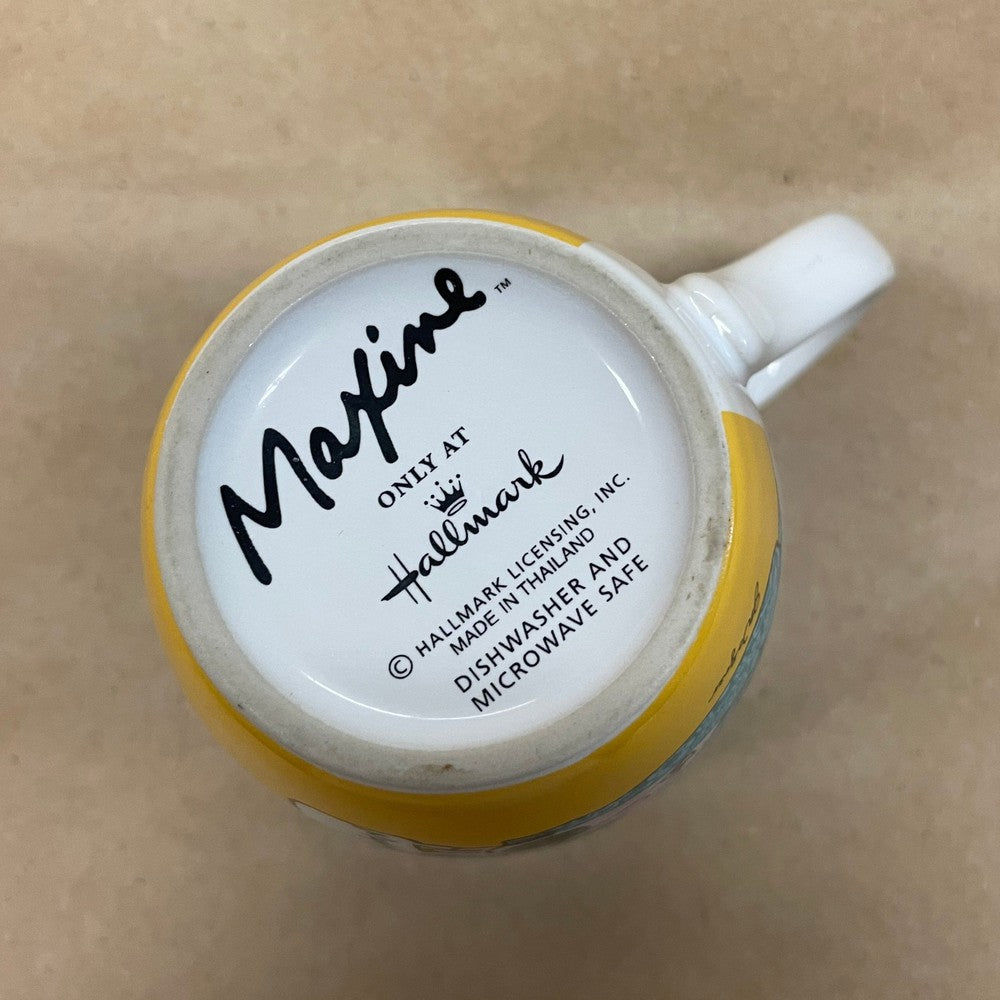 Maxine™
ONLY AT
Hallmark
© HALLMARK LICENSING, INC.
MADE IN THAILAND
DISHWASHER AND
MICROWAVE SAFE